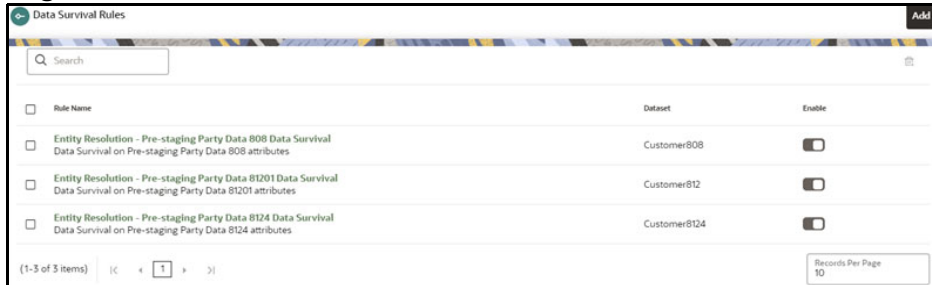 Data Survival Rules
Add
Search
Rule Name Dataset Enable
Entity Resolution - Pre-staging Party Data 808 Data Survival
Data Survival on Pre-staging Party Data 808 attributes
Customer808
Entity Resolution - Pre-staging Party Data 81201 Data Survival
Data Survival on Pre-staging Party Data 81201 attributes
Customer812
Entity Resolution - Pre-staging Party Data 8124 Data Survival
Data Survival on Pre-staging Party Data 8124 attributes
Customer8124
(1-3 of 3 items) 1
Records Per Page
10